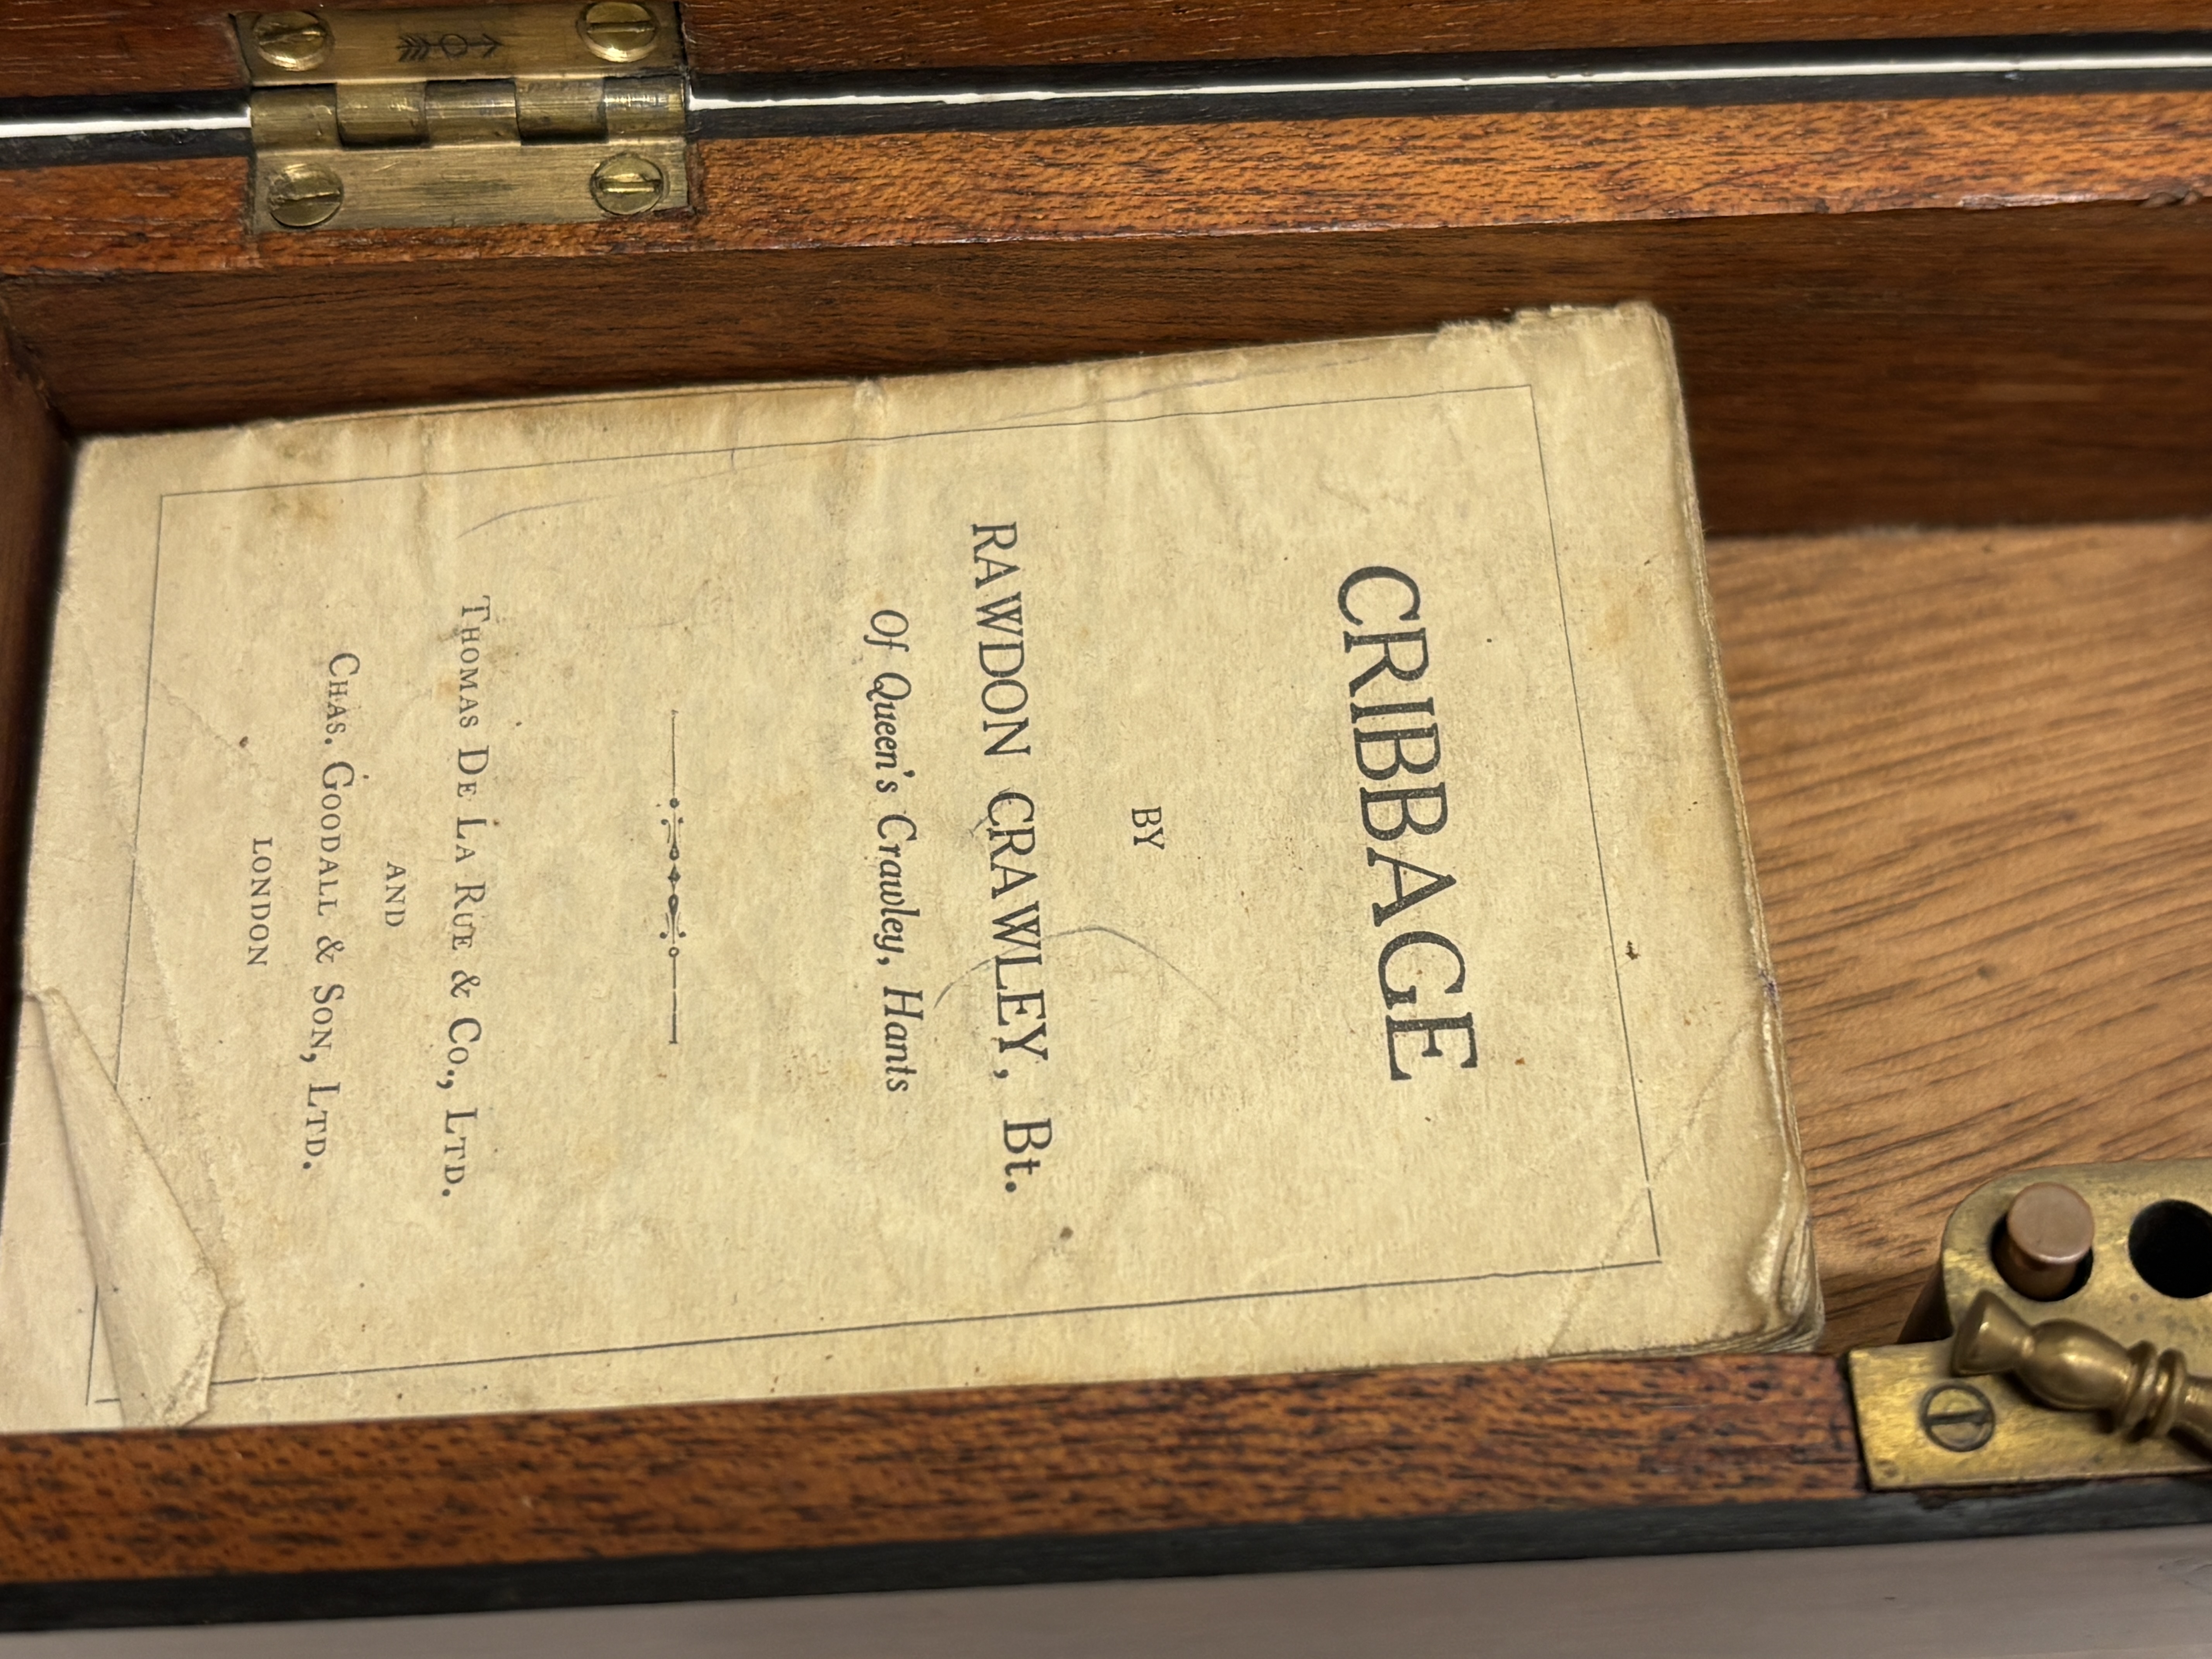 CRIBBAGE
BY
RAWDON CRAWLEY, Bt.
Of Queen's Crawley, Hants
THOMAS DE LA RUE & CO., LTD.
AND
CHAS. GOODALL & SON, LTD.
LONDON